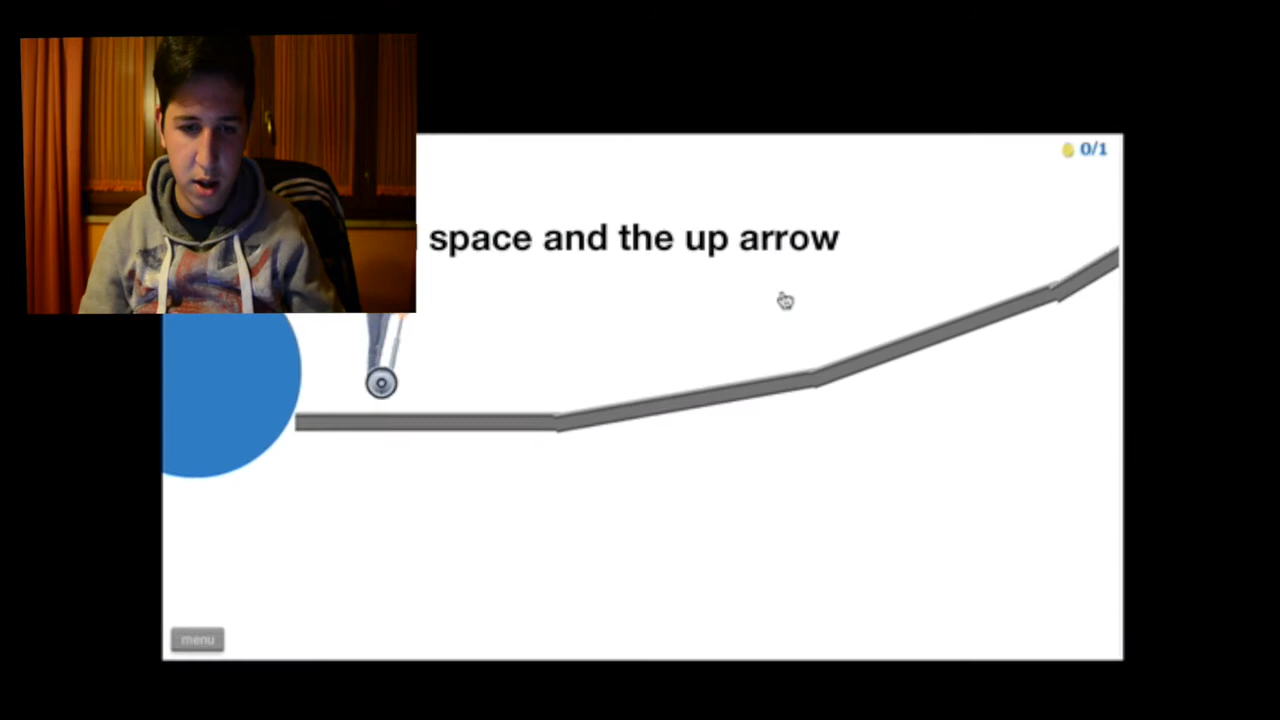 0/1
space and the up arrow
menu